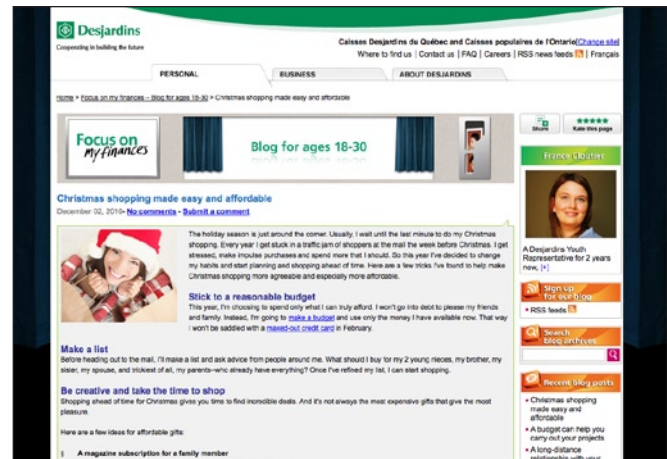 Desjardins
Cooperating in building the future
Caisses Desjardins du Québec and Caisses populaires de l'Ontario[Change site]
Where to find us | Contact us | FAQ | Careers | RSS news feeds | Français
PERSONAL
BUSINESS
ABOUT DESJARDINS
Home > Focus on my finances – Blog for ages 18-30 > Christmas shopping made easy and affordable
Focus on
my finances
Blog for ages 18-30
Share
Rate this page
Christmas shopping made easy and affordable
December 02, 2010- No comments - Submit a comment
The holiday season is just around the corner. Usually, I wait until the last minute to do my Christmas
shopping. Every year I get stuck in a traffic jam of shoppers at the mall the week before Christmas. I get
stressed, make impulse purchases and spend more that I should. So this year I've decided to change
my habits and start planning and shopping ahead of time. Here are a few tricks I've found to help make
Christmas shopping more agreeable and especially more affordable.
Stick to a reasonable budget
This year, I'm choosing to spend only what I can truly afford. I won't go into debt to please my friends
and family. Instead, I'm going to make a budget and use only the money I have available now. That way
I won't be saddled with a maxed-out credit card in February.
Make a list
Before heading out to the mall, I'll make a list and ask advice from people around me. What should I buy for my 2 young nieces, my brother, my
sister, my spouse, and trickiest of all, my parents–who already have everything? Once I've refined my list, I can start shopping.
Be creative and take the time to shop
Shopping ahead of time for Christmas gives you time to find incredible deals. And it's not always the most expensive gifts that give the most
pleasure.
Here are a few ideas for affordable gifts:
§ A magazine subscription for a family member
France Cloutier
A Desjardins Youth
Representative for 2 years
now, [+]
Sign up
for our blog
• RSS feeds
Search
blog archives
Recent blog posts
• Christmas shopping
made easy and
affordable
• A budget can help you
carry out your projects
• A long-distance
relationship with your